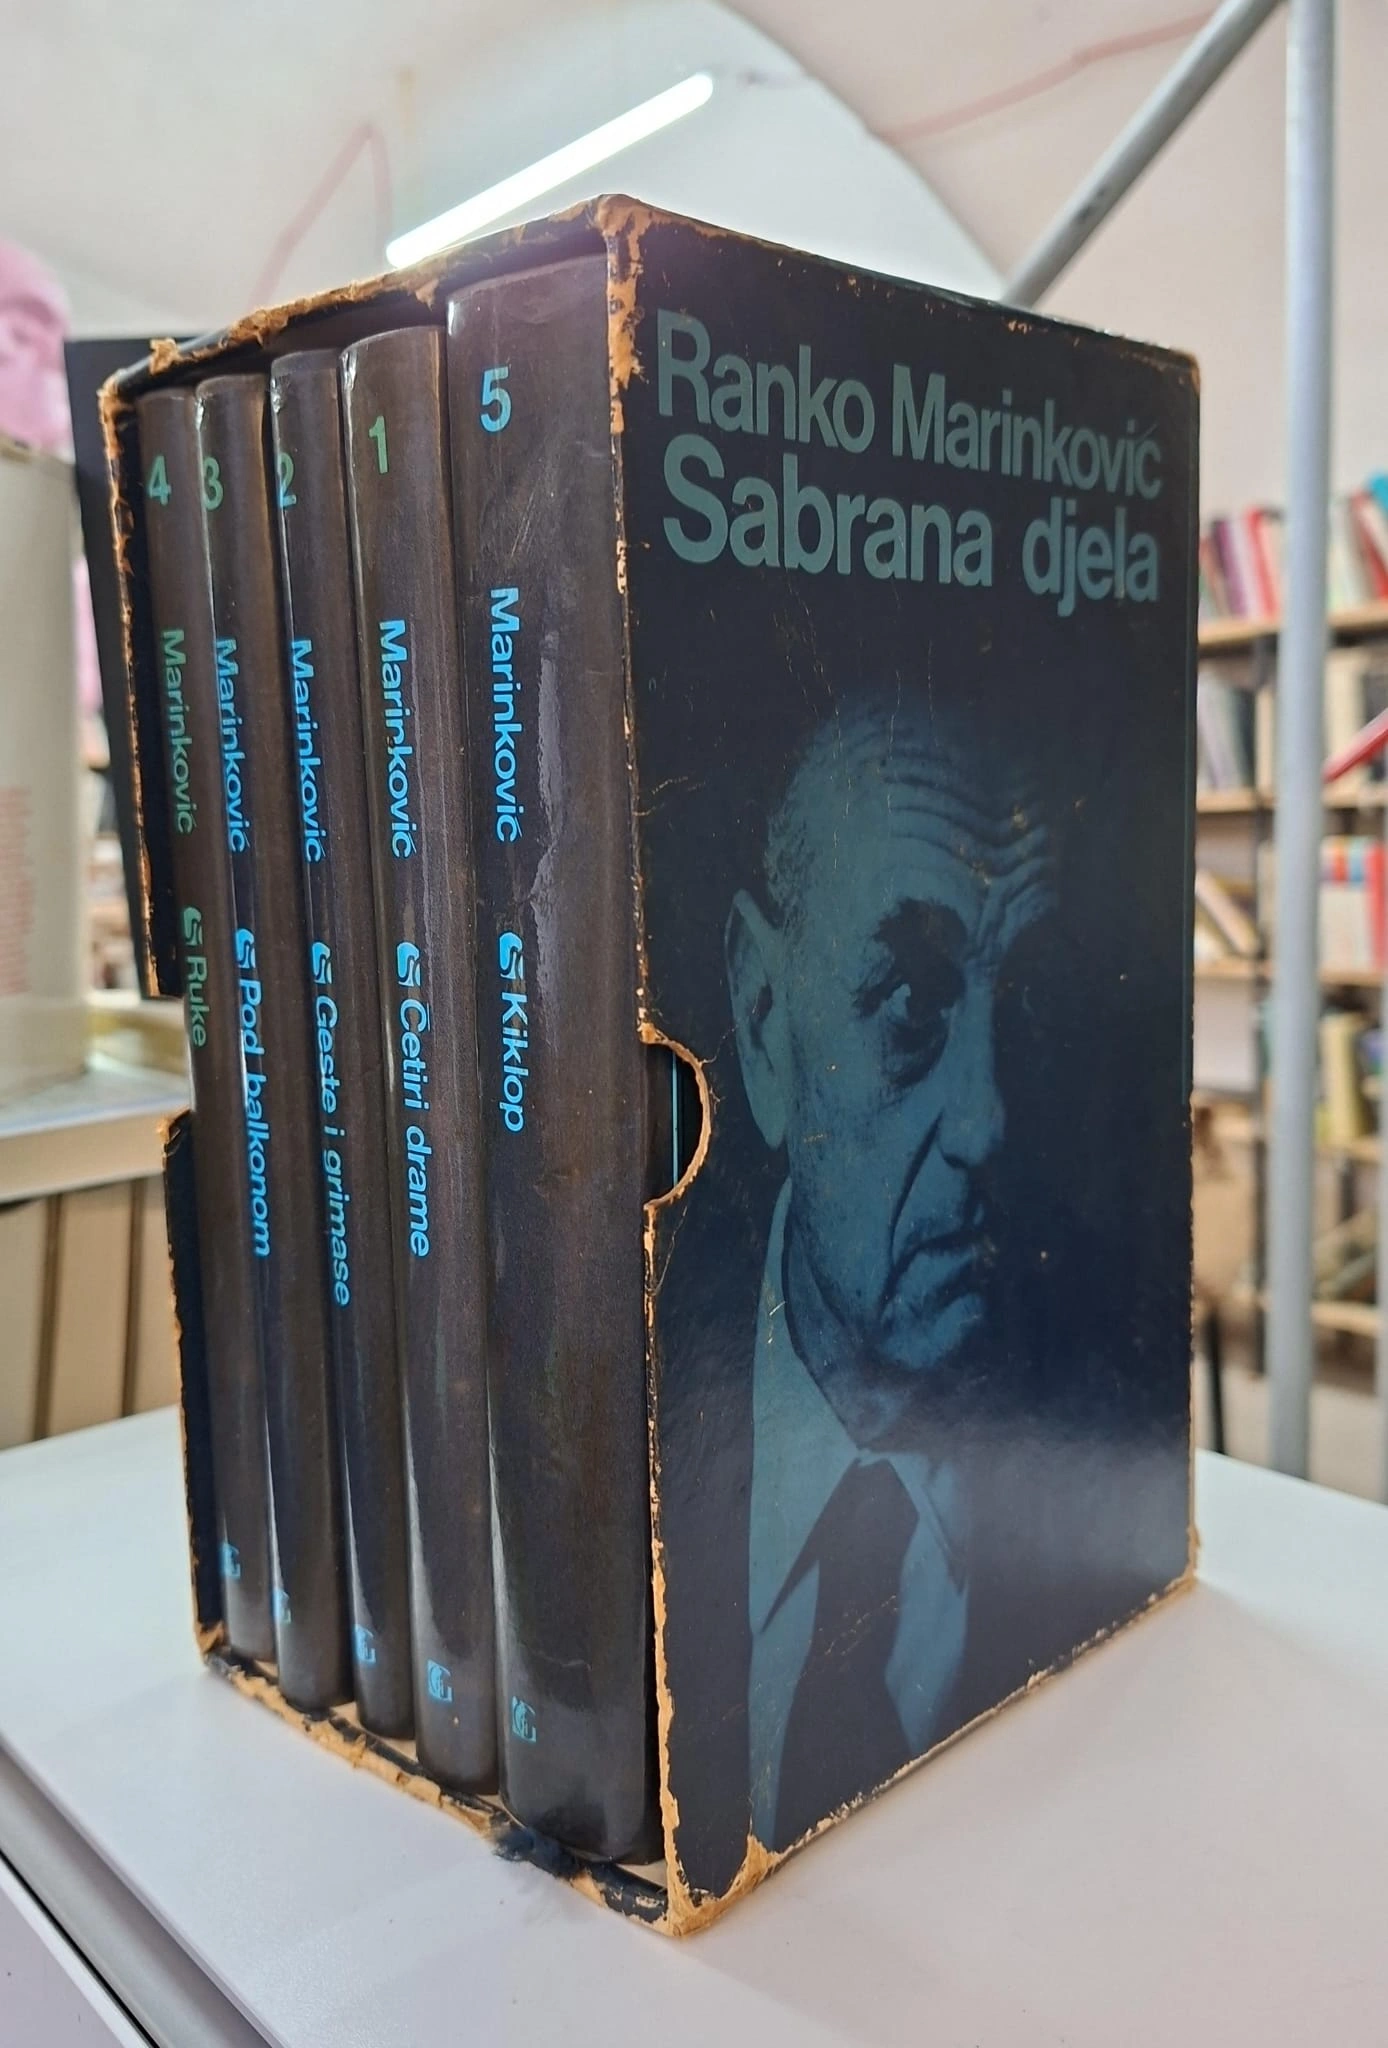 Ranko Marinković
Sabrana djela
4
Marinković
Ruke
3
Marinković
Pod balkonom
2
Marinković
Geste i grimase
1
Marinković
Četiri drame
5
Marinković
Kiklop